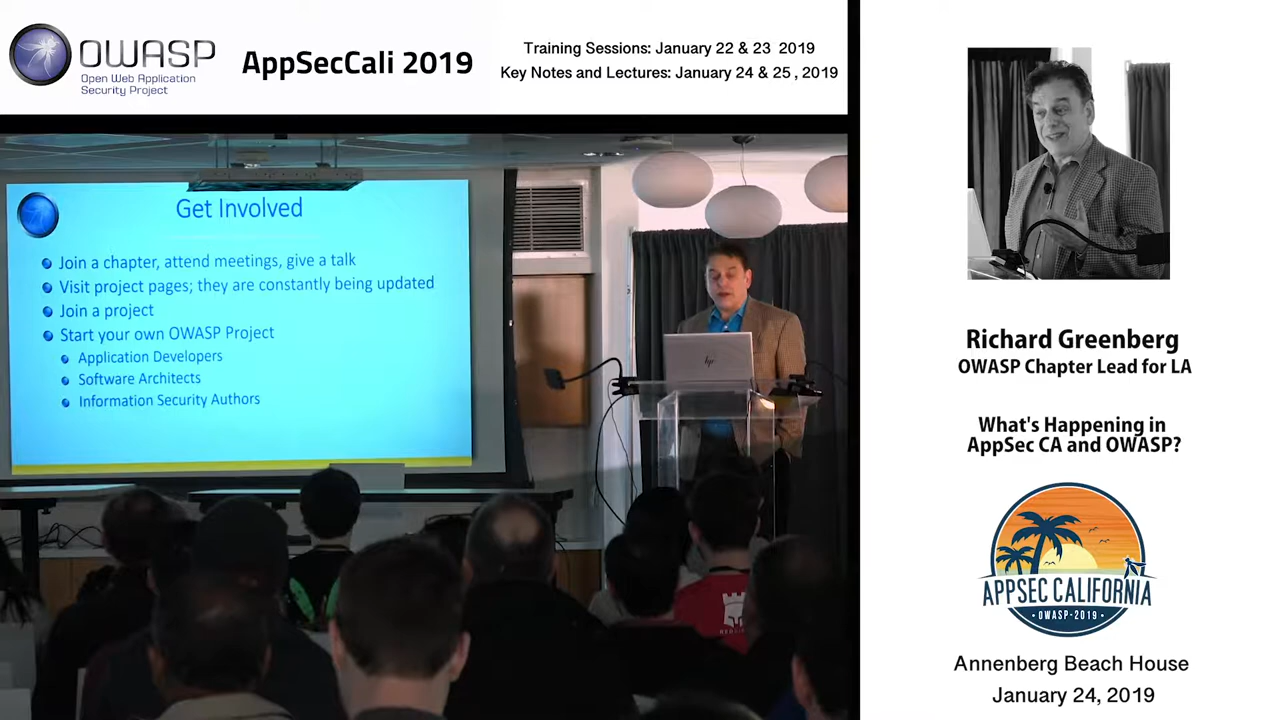 OWASP
Open Web Application
Security Project
AppSecCali 2019
Training Sessions: January 22 & 23 2019
Key Notes and Lectures: January 24 & 25 , 2019
Get Involved
Join a chapter, attend meetings, give a talk
Visit project pages; they are constantly being updated
Join a project
Start your own OWASP Project
Application Developers
Software Architects
Information Security Authors
hp
Richard Greenberg
OWASP Chapter Lead for LA
What's Happening in
AppSec CA and OWASP?
APPSEC CALIFORNIA
• OWASP-2019 •
Annenberg Beach House
January 24, 2019